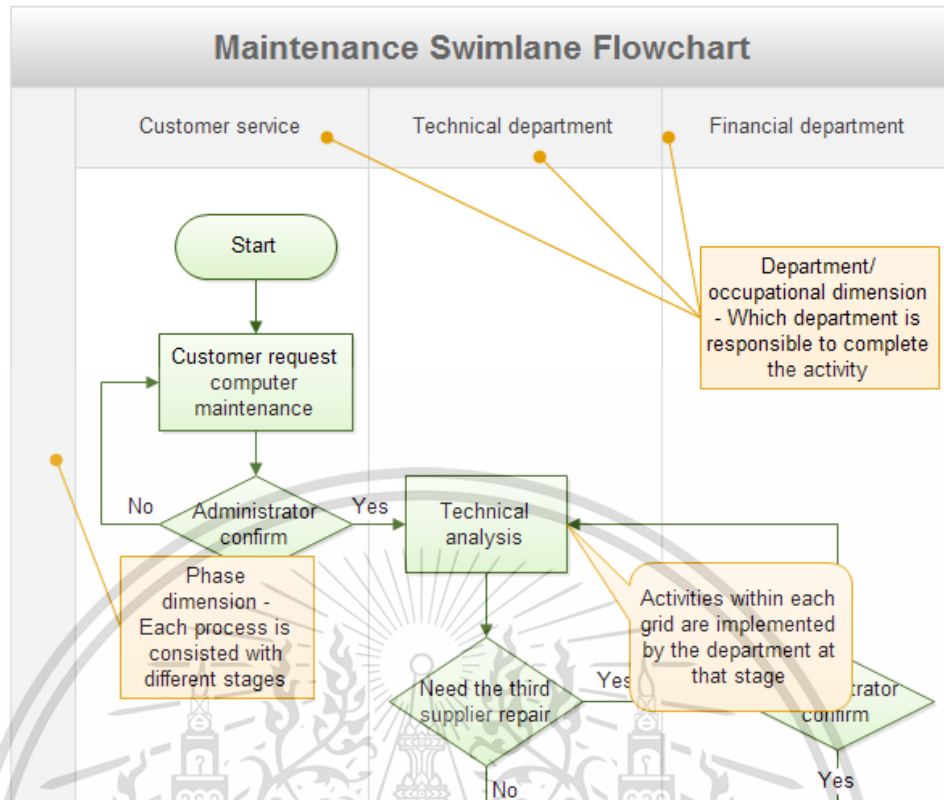 Maintenance Swimlane Flowchart
Customer service
Technical department
Financial department
Start
Department/
occupational dimension
- Which department is
responsible to complete
the activity
Customer request
computer
maintenance
No
Administrator
confirm
Yes
Technical
analysis
Phase
dimension -
Each process is
consisted with
different stages
Activities within each
grid are implemented
by the department at
that stage
Need the third
supplier repair
Yes
confirm
No
Yes